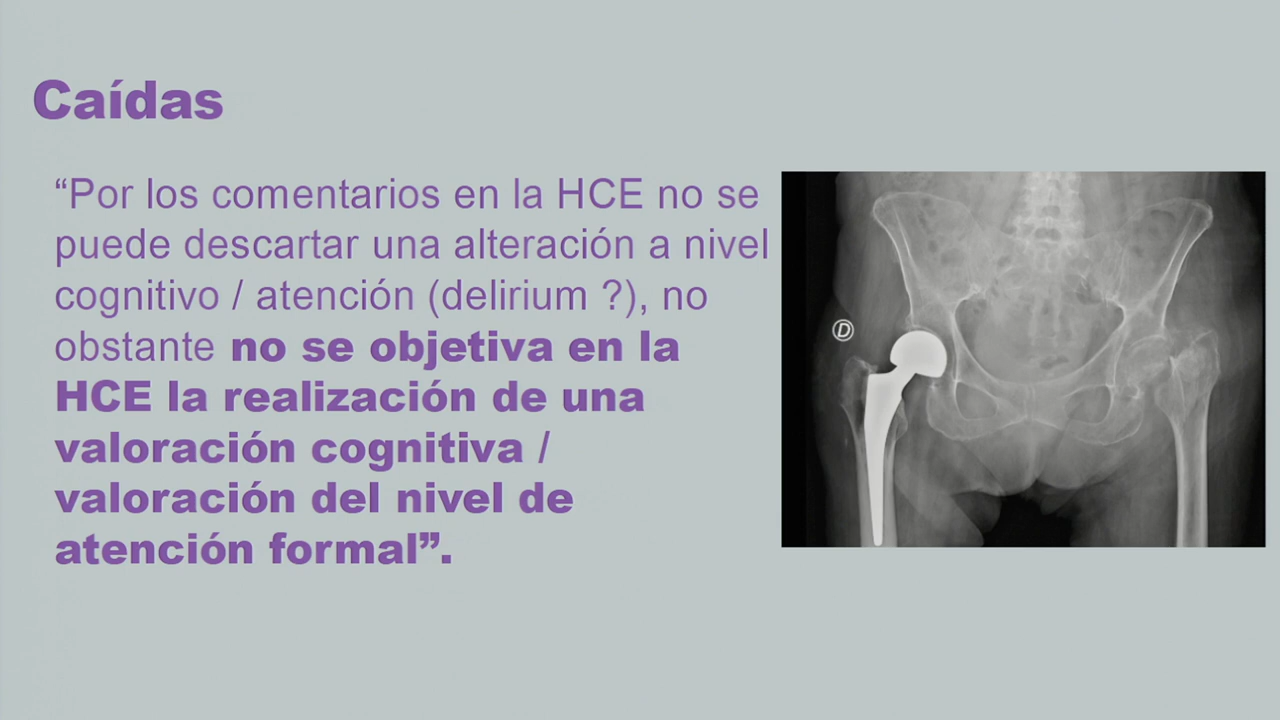 Caídas
“Por los comentarios en la HCE no se
puede descartar una alteración a nivel
cognitivo / atención (delirium ?), no
obstante no se objetiva en la
HCE la realización de una
valoración cognitiva /
valoración del nivel de
atención formal”.
D